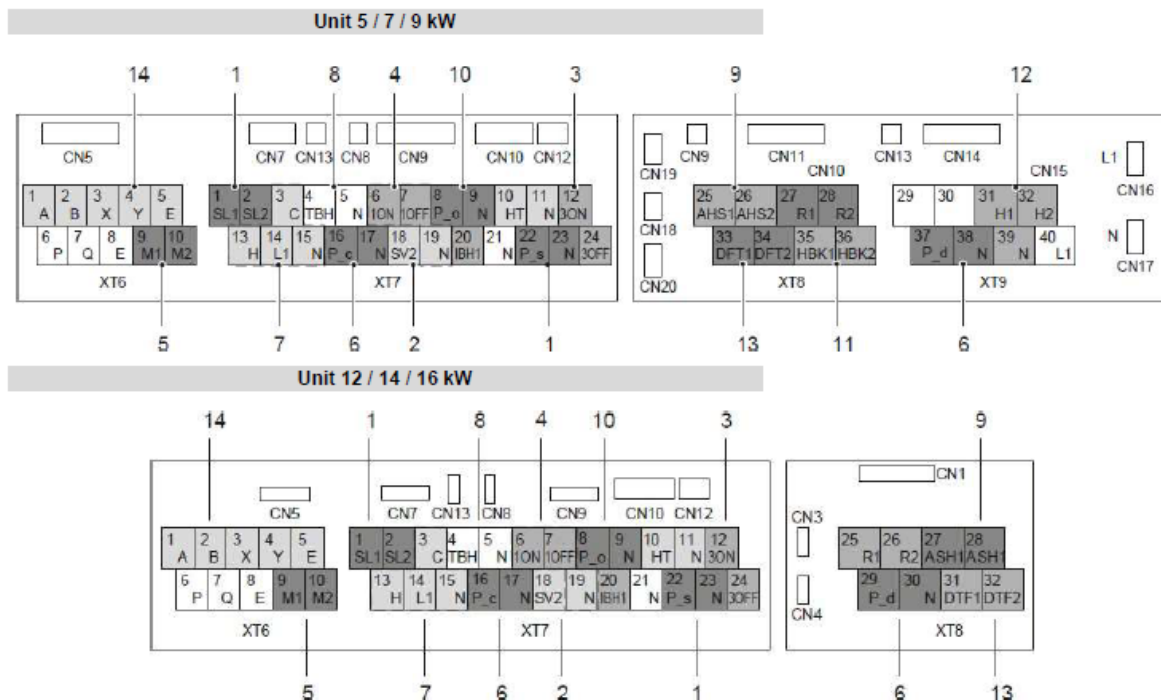 Unit 5 / 7 / 9 kW
14 1 8 4 10 3 9 12
CN5 CN7 CN13 CN8 CN9 CN10 CN12 CN19 CN9 CN11 CN10 CN13 CN14 CN15 L1 CN16
1 2 3 4 5 1 2 3 4 5 6 7 8 9 10 11 12 25 26 27 28 29 30 31 32
A B X Y E SL1 SL2 C TBH N 1ON 1OFF P_o N HT N 3ON CN18 AHS1 AHS2 R1 R2 H1 H2
6 7 8 9 10 13 14 15 16 17 18 19 20 21 22 23 24 33 34 35 36 37 38 39 40
P Q E M1 M2 H L1 N P_c N SV2 N IBH1 N P_s N 3OFF DFT1 DFT2 HBK1 HBK2 P_d N N L1 N
XT6 XT7 CN20 XT8 XT9 CN17
5 7 6 2 1 13 11 6
Unit 12 / 14 / 16 kW
14 1 8 4 10 3 9
CN5 CN7 CN13 CN8 CN9 CN10 CN12 CN3 CN1
1 2 3 4 5 1 2 3 4 5 6 7 8 9 10 11 12 25 26 27 28
A B X Y E SL1 SL2 C TBH N 1ON 1OFF P_o N HT N 3ON R1 R2 ASH1 ASH1
6 7 8 9 10 13 14 15 16 17 18 19 20 21 22 23 24 29 30 31 32
P Q E M1 M2 H L1 N P_c N SV2 N IBH1 N P_s N 3OFF CN4 P_d N DTF1 DTF2
XT6 XT7 XT8
5 7 6 2 1 6 13